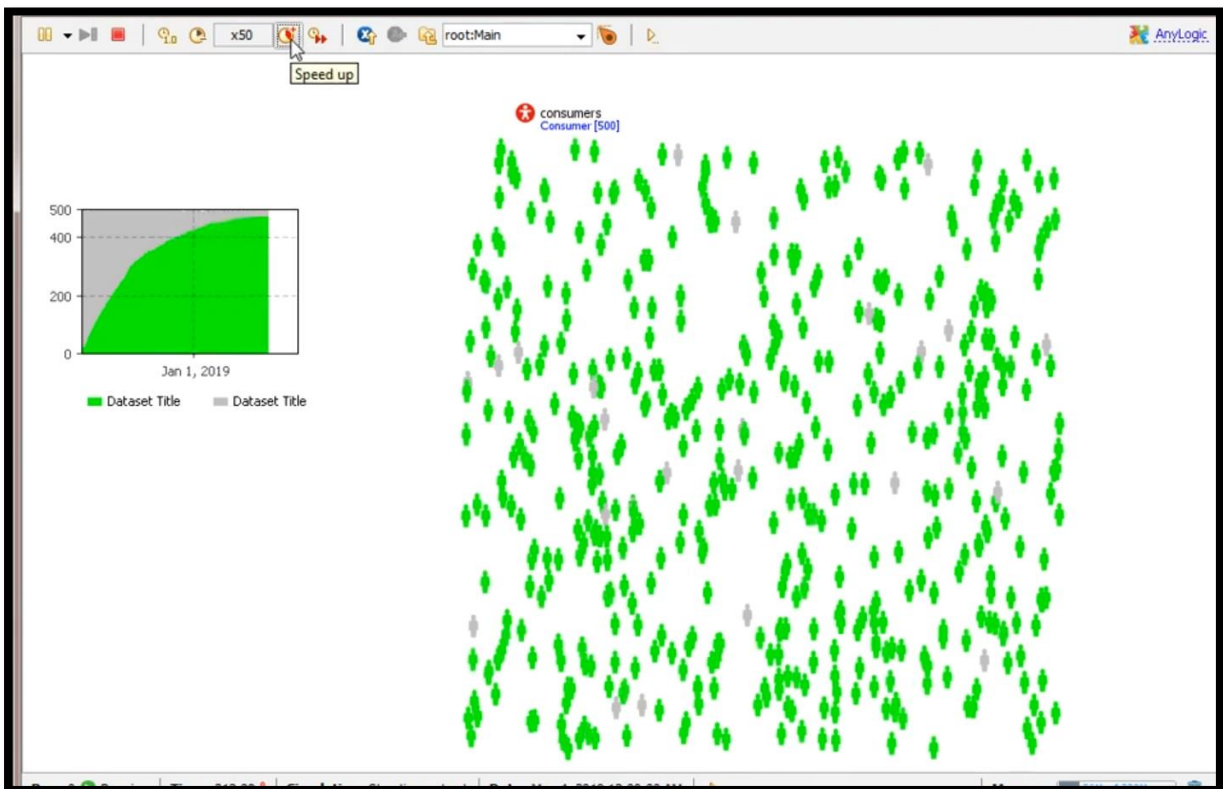 x50
root:Main
AnyLogic
Speed up
consumers
Consumer [500]
500
400
200
0
Jan 1, 2019
Dataset Title
Dataset Title